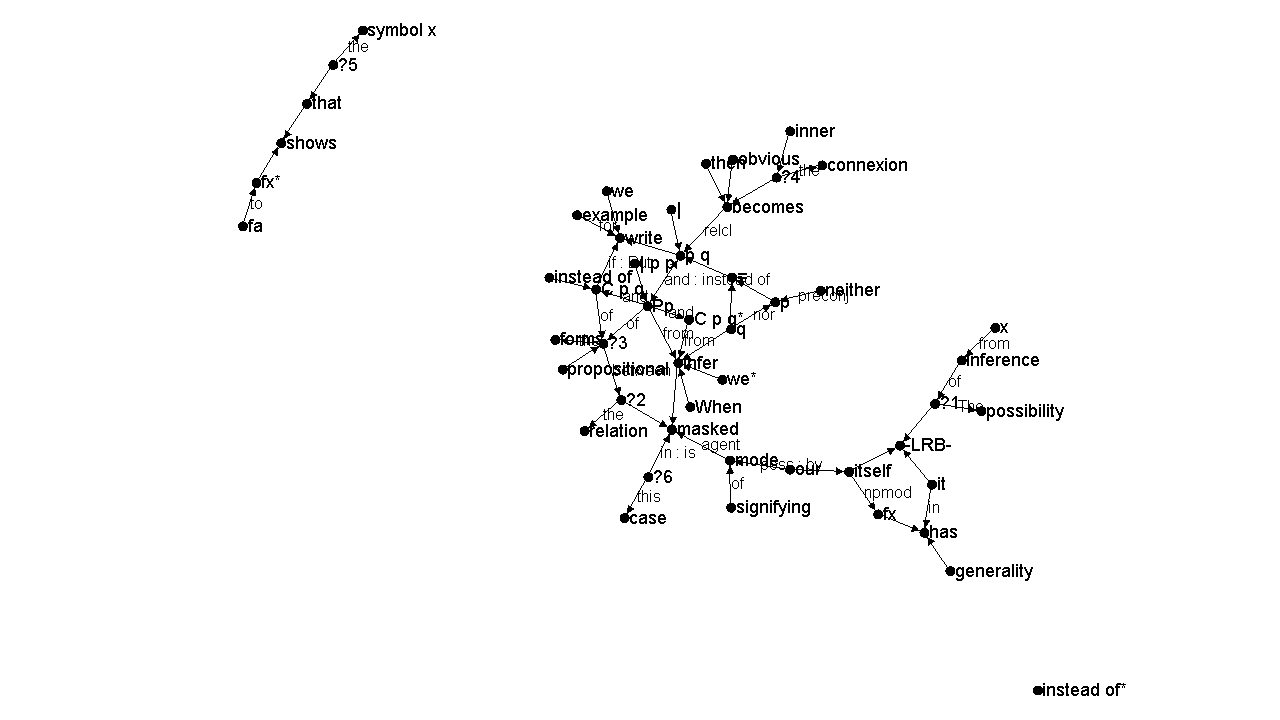 symbol x
the
?5
that
shows
fx*
to
fa
inner
obvious
then
?4
the
connexion
we
example
for
|
becomes
relcl
write
p q
if : But
instead of
and : instead of
=
C p q
and
neither
preconj
p
Pp
and
C p q*
nor
q
of
of
from
from
forms
this
?3
propositional
between
infer
we*
?2
the
When
relation
masked
agent
in : is
mode
poss : by
our
itself
?6
of
npmod
this
signifying
case
x
from
inference
of
?1
The
possibility
-LRB-
it
in
fx
has
generality
instead of*